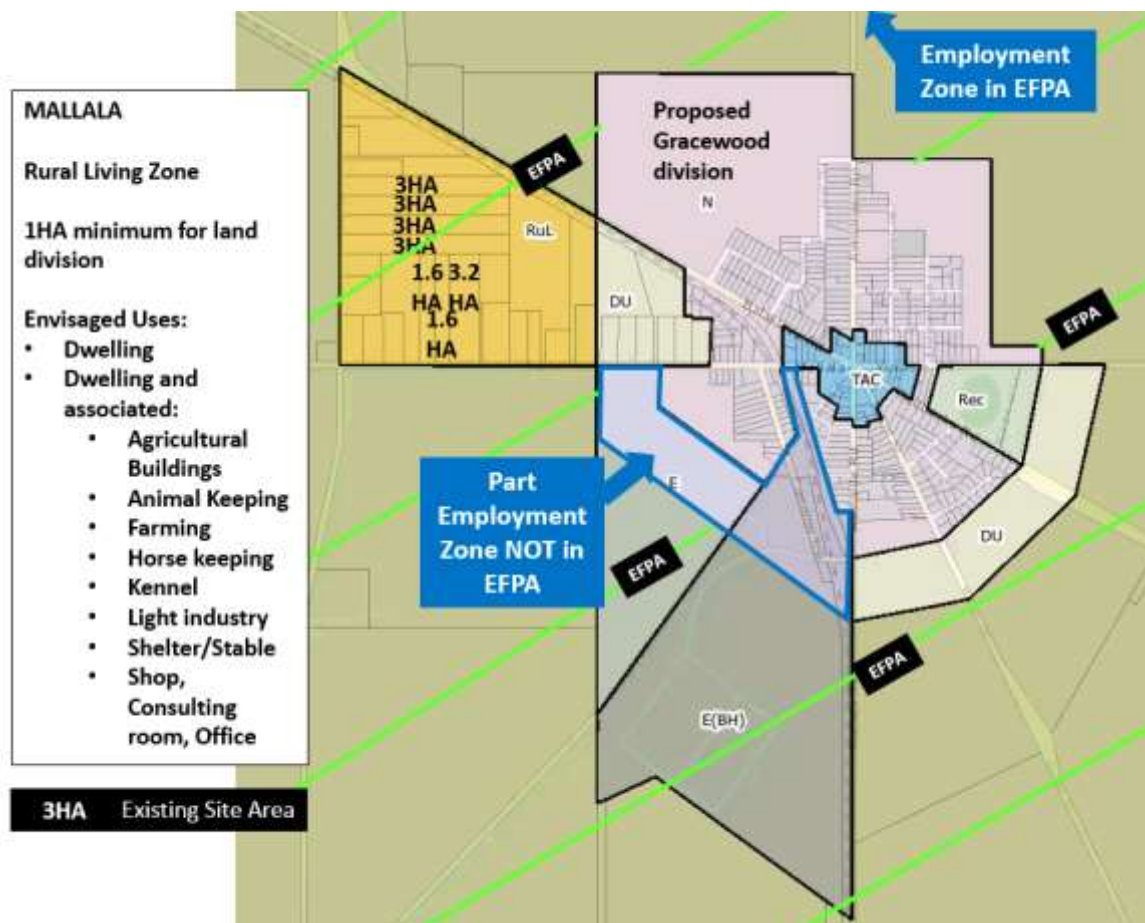 MALLALA
Rural Living Zone
1HA minimum for land
division
Envisaged Uses:
• Dwelling
• Dwelling and
associated:
• Agricultural
Buildings
• Animal Keeping
• Farming
• Horse keeping
• Kennel
• Light industry
• Shelter/Stable
• Shop,
Consulting
room, Office
3HA Existing Site Area
Employment
Zone in EFPA
Proposed
Gracewood
division
N
EFPA
3HA
3HA
3HA
3HA
RuL
1.6 3.2
HA HA
1.6
HA
DU
EFPA
TAC
Rec
Part
Employment
Zone NOT in
EFPA
E
DU
EFPA
EFPA
E(BH)